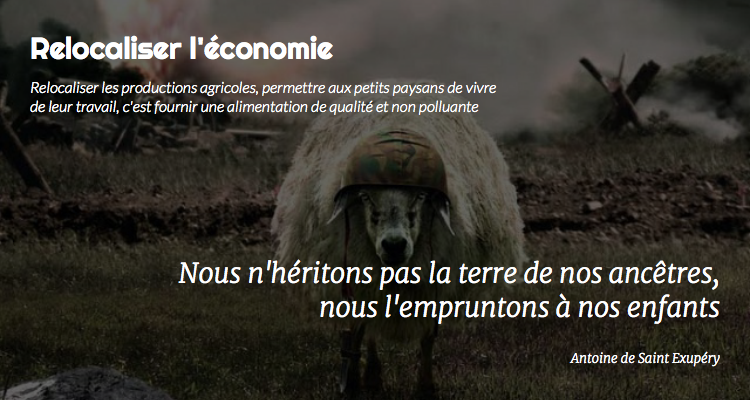 Relocaliser l'économie
Relocaliser les productions agricoles, permettre aux petits paysans de vivre
de leur travail, c'est fournir une alimentation de qualité et non polluante
Nous n'héritons pas la terre de nos ancêtres,
nous l'empruntons à nos enfants
Antoine de Saint Exupéry